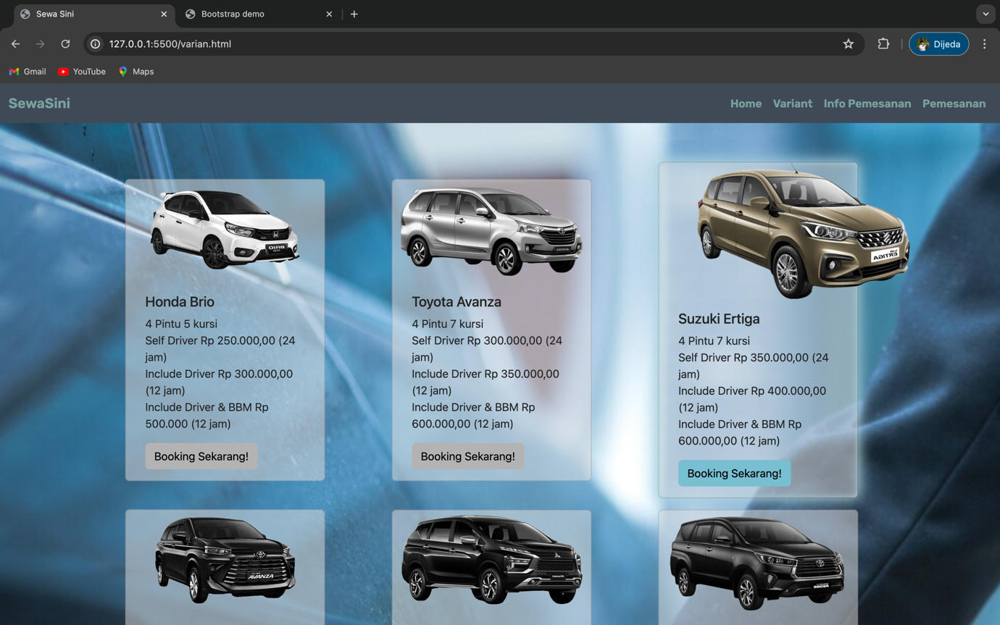 Sewa Sini
Bootstrap demo
127.0.0.1:5500/varian.html
Dijeda
Gmail
YouTube
Maps
SewaSini
Home
Variant
Info Pemesanan
Pemesanan
BRIO
Honda Brio
4 Pintu 5 kursi
Self Driver Rp 250.000,00 (24
jam)
Include Driver Rp 300.000,00
(12 jam)
Include Driver & BBM Rp
500.000 (12 jam)
Booking Sekarang!
Toyota Avanza
4 Pintu 7 kursi
Self Driver Rp 300.000,00 (24
jam)
Include Driver Rp 350.000,00
(12 jam)
Include Driver & BBM Rp
600.000,00 (12 jam)
Booking Sekarang!
ERTIGA
Suzuki Ertiga
4 Pintu 7 kursi
Self Driver Rp 350.000,00 (24
jam)
Include Driver Rp 400.000,00
(12 jam)
Include Driver & BBM Rp
600.000,00 (12 jam)
Booking Sekarang!
AVANZA
INNOVA